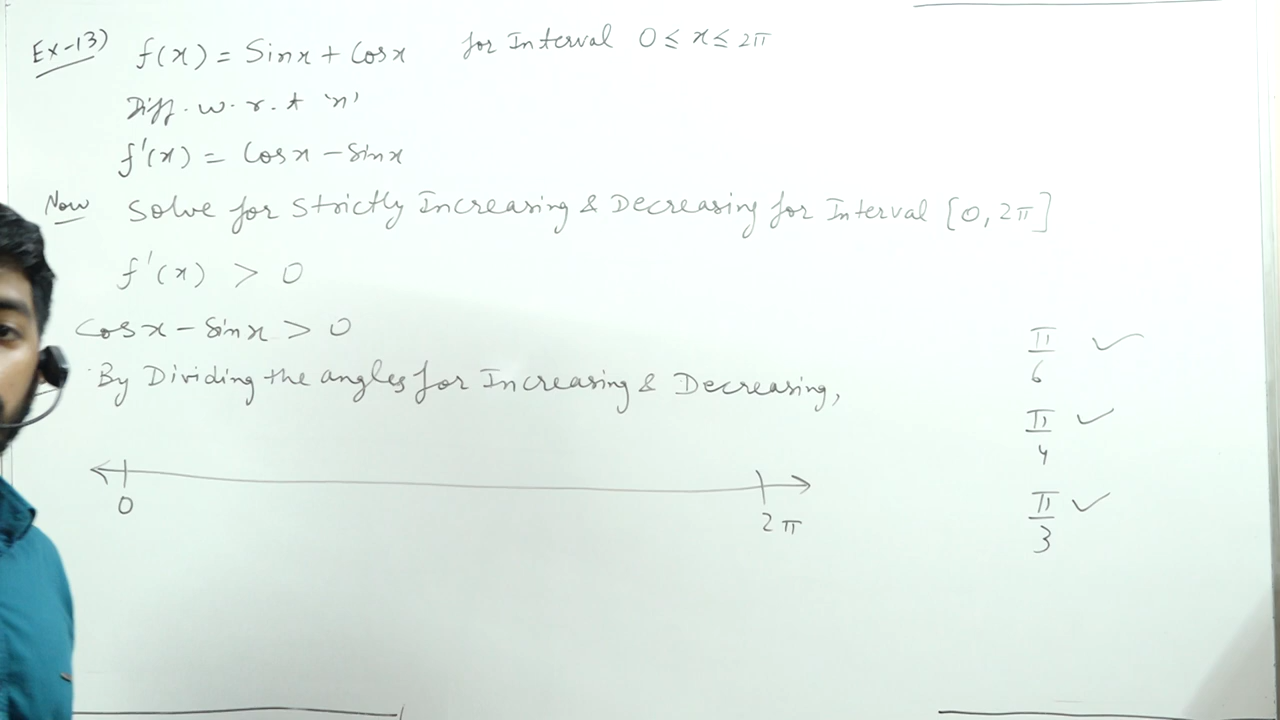 Ex-13) f(x) = Sinx + Cosx for Interval 0 ≤ x ≤ 2π
Diff. w. r. t 'x'
f'(x) = Cosx - Sinx
Now Solve for Strictly Increasing & Decreasing for Interval [0, 2π]
f'(x) > 0
Cosx - Sinx > 0
By Dividing the angles for Increasing & Decreasing,
0 2π
π/6 ✓
π/4 ✓
π/3 ✓